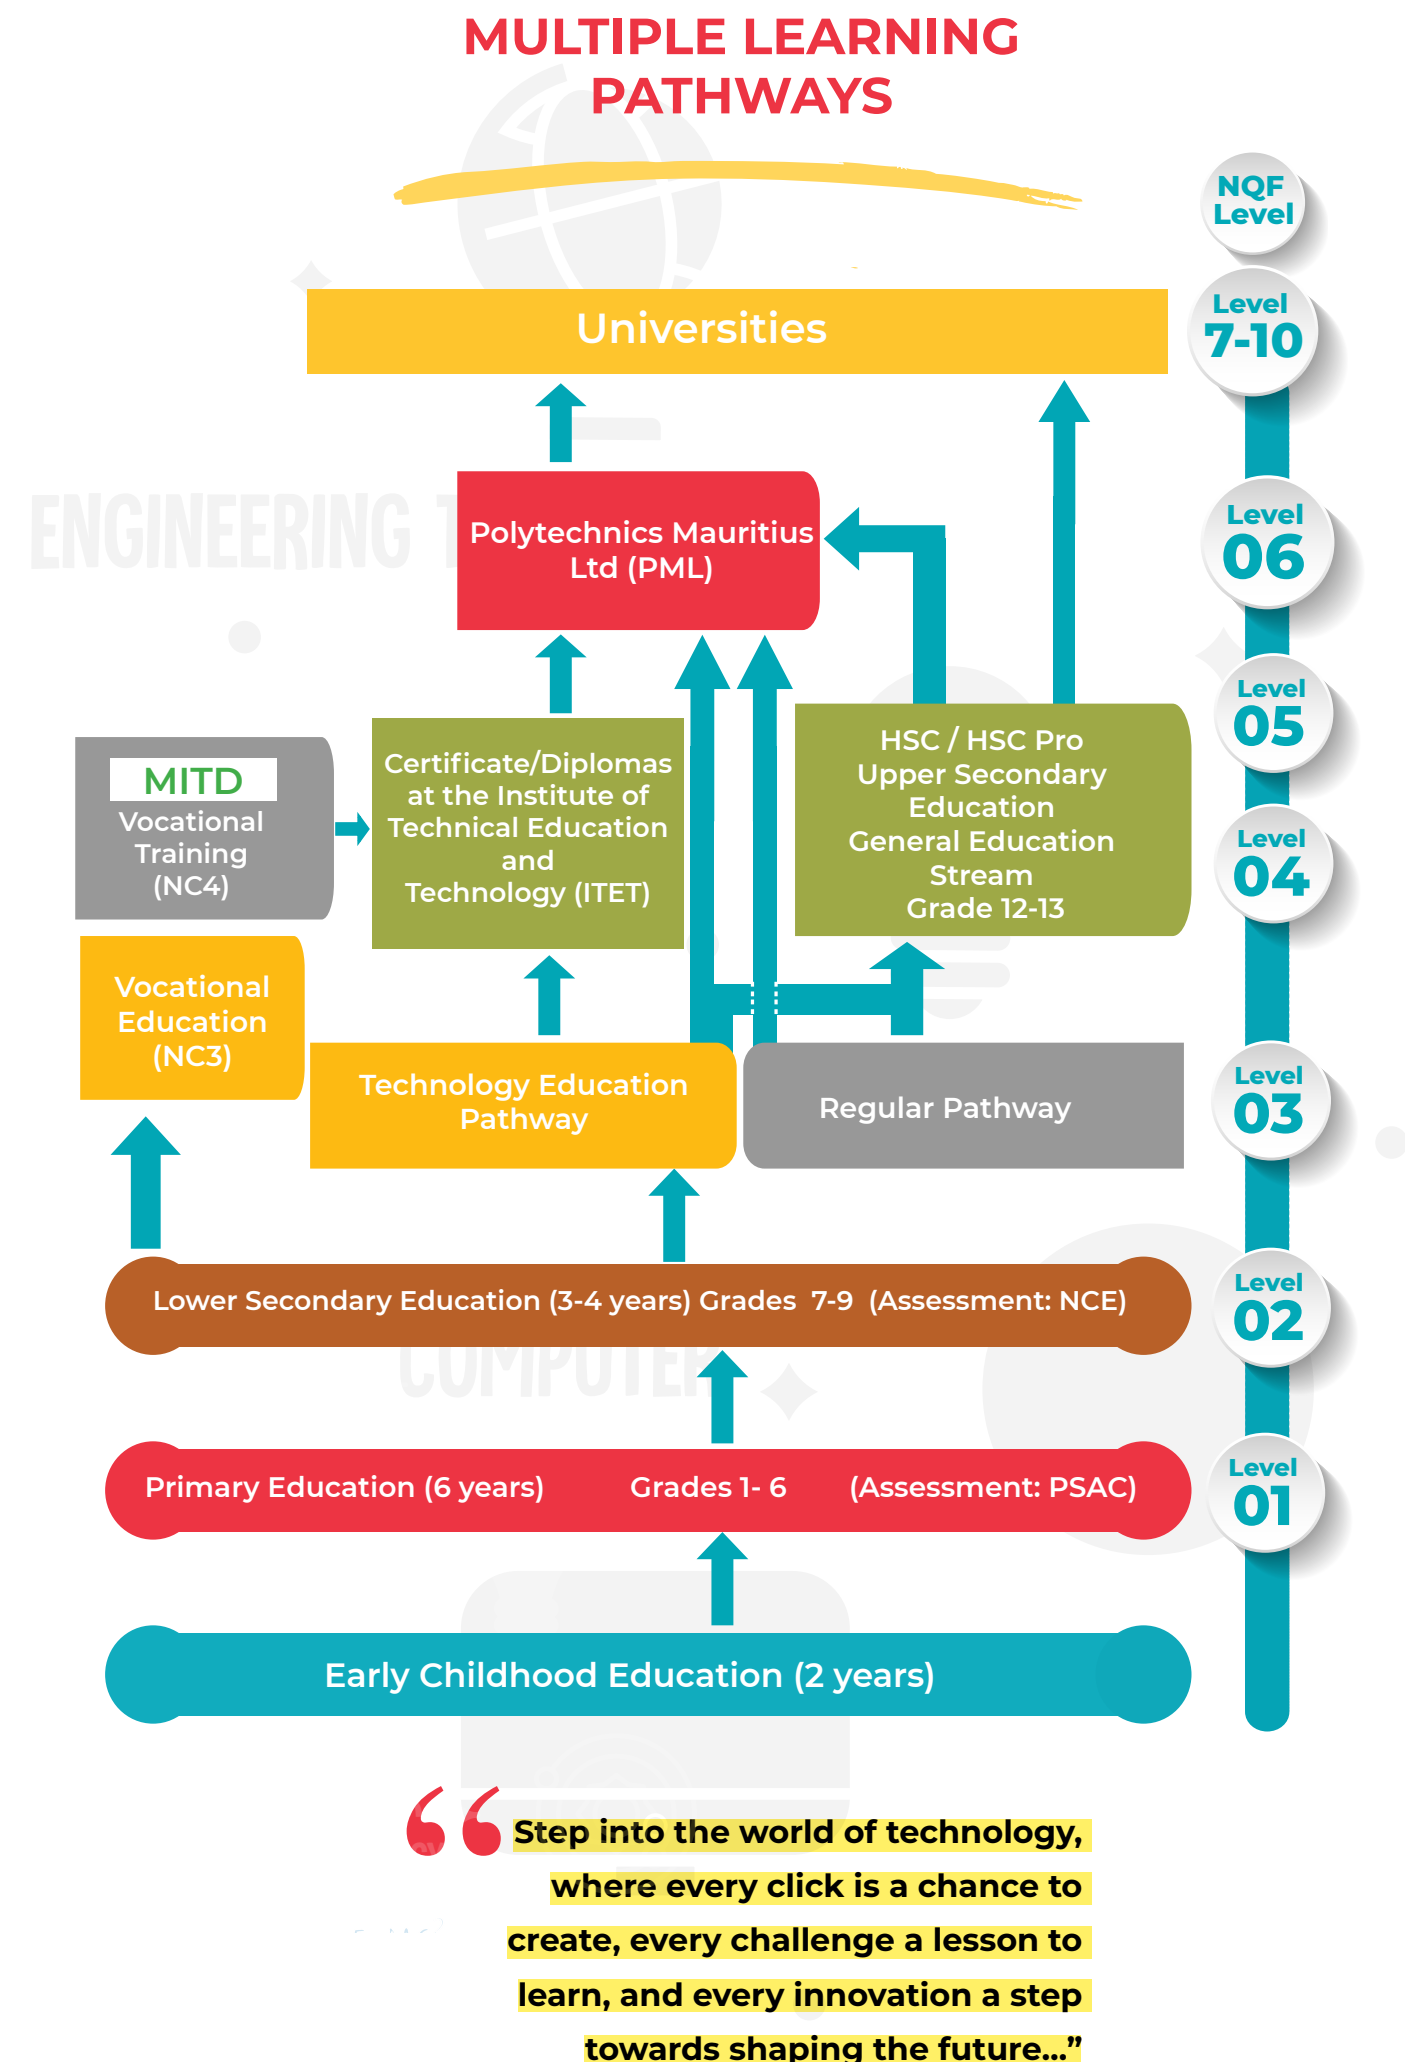 MULTIPLE LEARNING
PATHWAYS
NQF
Level
Universities
Level
7-10
ENGINEERING T
Polytechnics Mauritius
Ltd (PML)
Level
06
Level
05
MITD
Vocational
Training
(NC4)
Certificate/Diplomas
at the Institute of
Technical Education
and
Technology (ITET)
HSC / HSC Pro
Upper Secondary
Education
General Education
Stream
Grade 12-13
Level
04
Vocational
Education
(NC3)
Technology Education
Pathway
Regular Pathway
Level
03
Lower Secondary Education (3-4 years) Grades 7-9 (Assessment: NCE)
Level
02
COMPUTER
Primary Education (6 years) Grades 1- 6 (Assessment: PSAC)
Level
01
Early Childhood Education (2 years)
“Step into the world of technology,
where every click is a chance to
create, every challenge a lesson to
learn, and every innovation a step
towards shaping the future...”